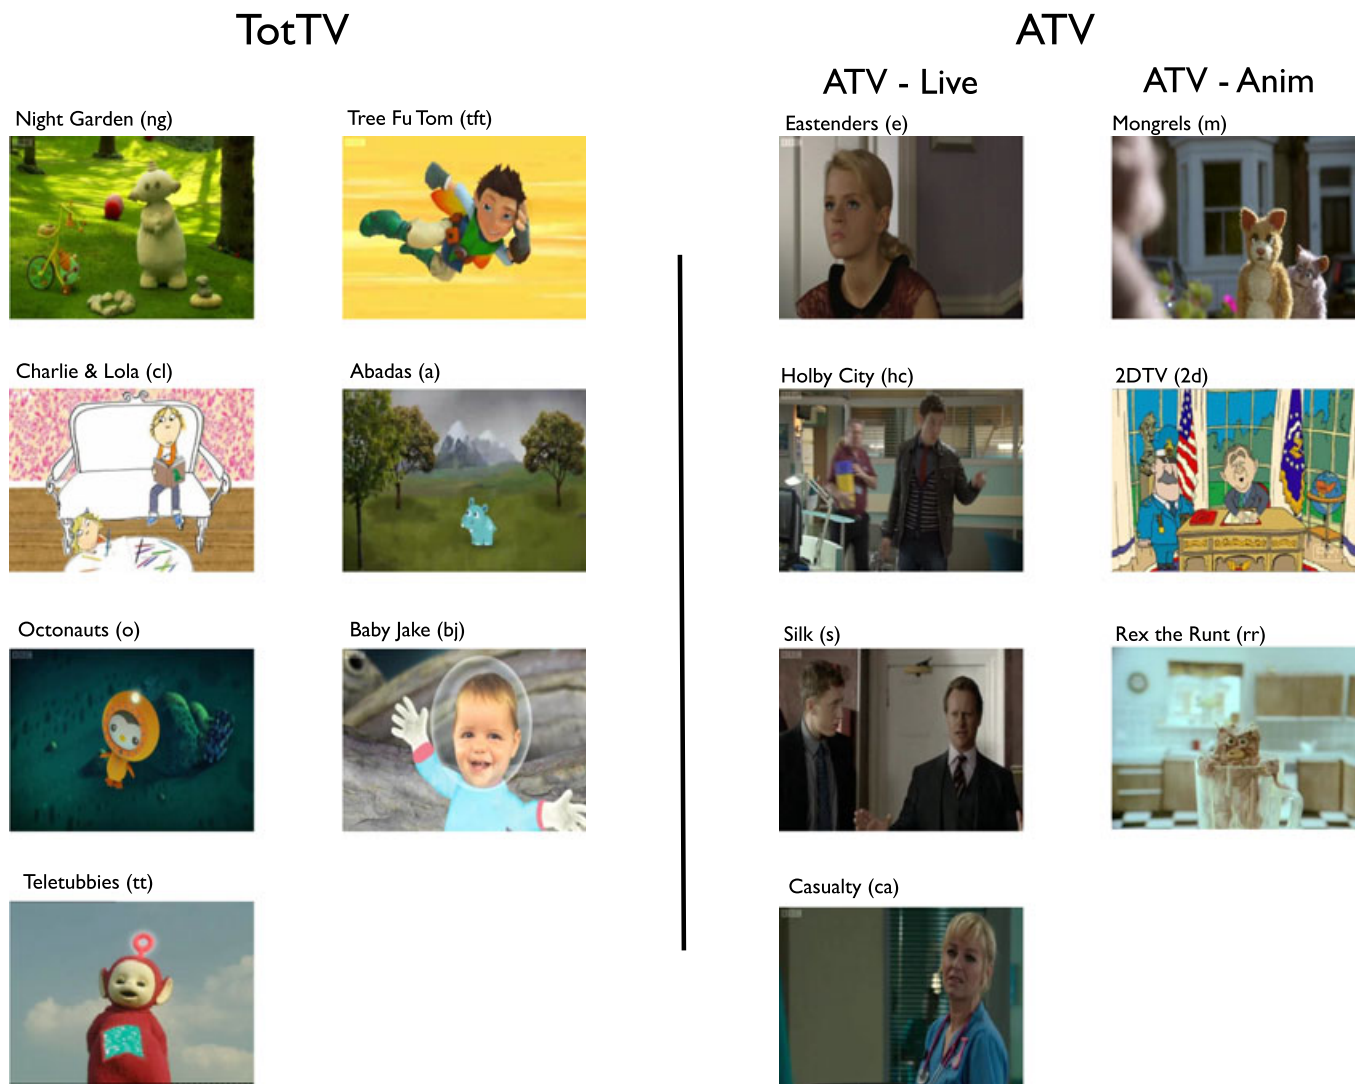 TotTV
ATV
ATV - Live
ATV - Anim
Night Garden (ng)
Tree Fu Tom (tft)
Eastenders (e)
Mongrels (m)
Charlie & Lola (cl)
Abadas (a)
Holby City (hc)
2DTV (2d)
Octonauts (o)
Baby Jake (bj)
Silk (s)
Rex the Runt (rr)
Teletubbies (tt)
Casualty (ca)